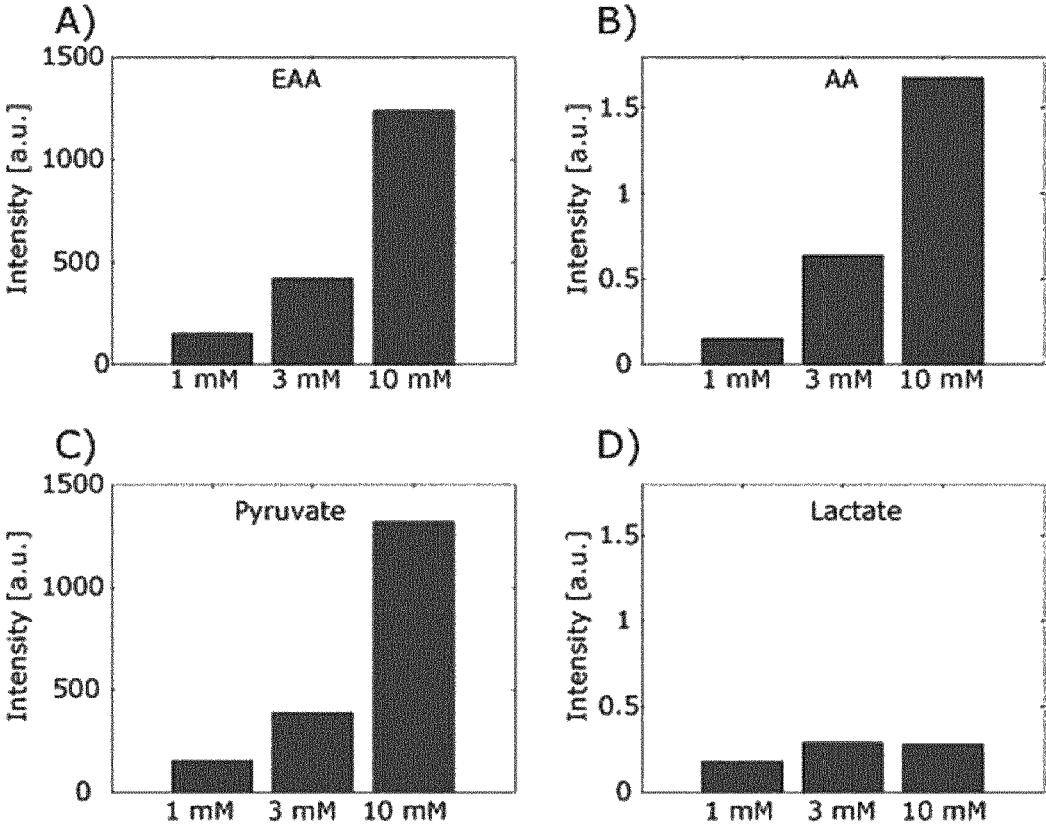 A)
EAA
Intensity [a.u.]
1500
1000
500
0
1 mM 3 mM 10 mM
B)
AA
Intensity [a.u.]
1.5
1
0.5
0
1 mM 3 mM 10 mM
C)
Pyruvate
Intensity [a.u.]
1500
1000
500
0
1 mM 3 mM 10 mM
D)
Lactate
Intensity [a.u.]
1.5
1
0.5
0
1 mM 3 mM 10 mM